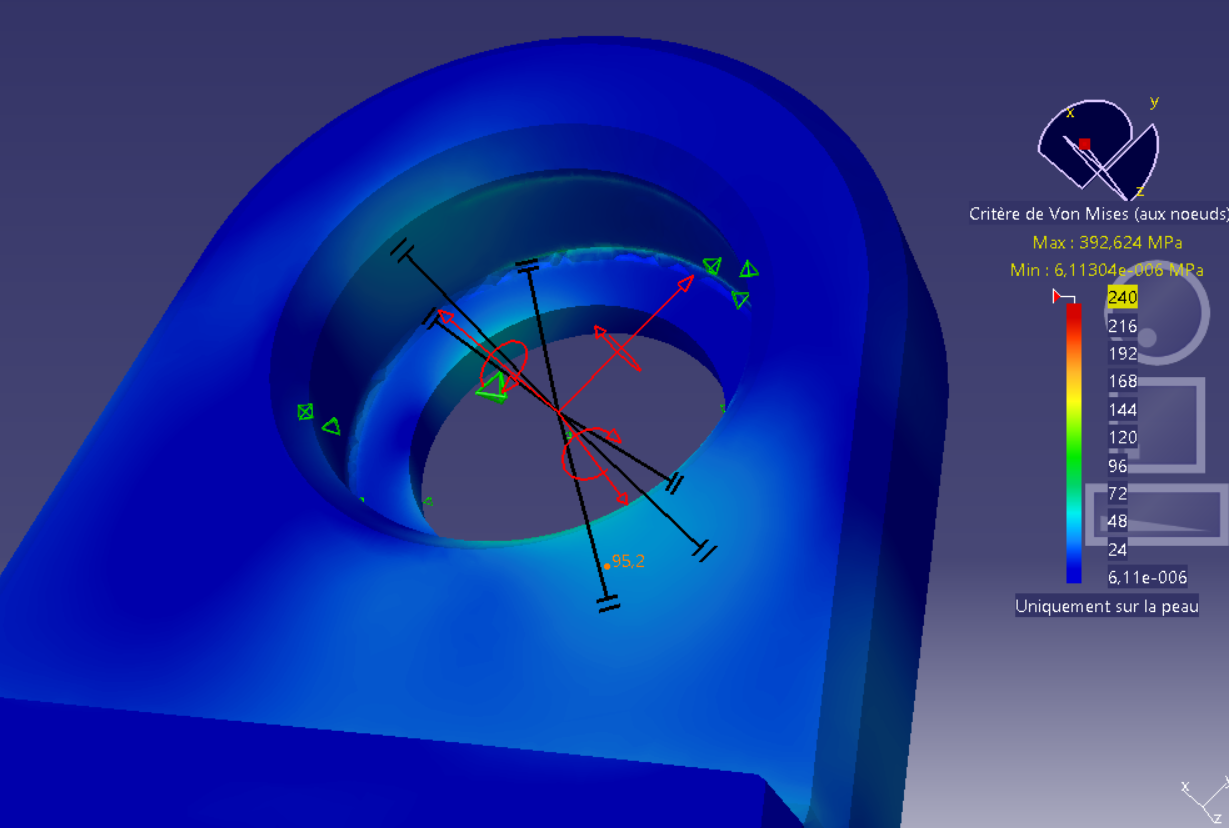 x
y
z
Critère de Von Mises (aux noeuds)
Max : 392,624 MPa
Min : 6,11304e-006 MPa
240
216
192
168
144
120
96
72
48
24
6,11e-006
Uniquement sur la peau
95,2
x
y
z